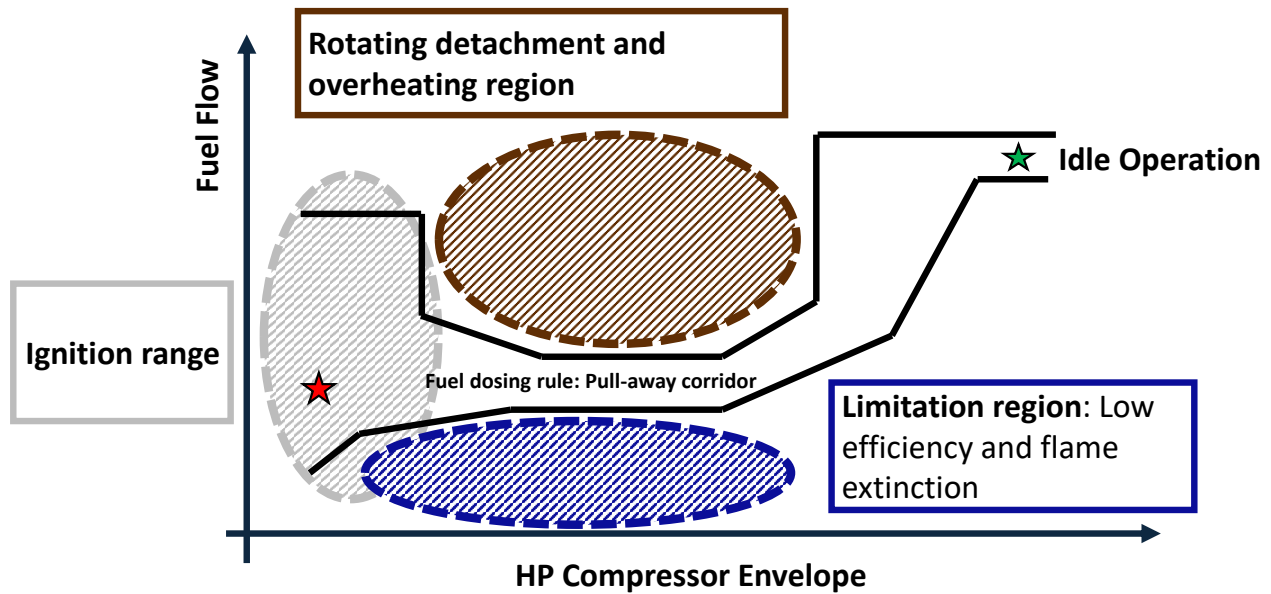 Rotating detachment and
overheating region
Fuel Flow
Idle Operation
Ignition range
Fuel dosing rule: Pull-away corridor
Limitation region: Low
efficiency and flame
extinction
HP Compressor Envelope